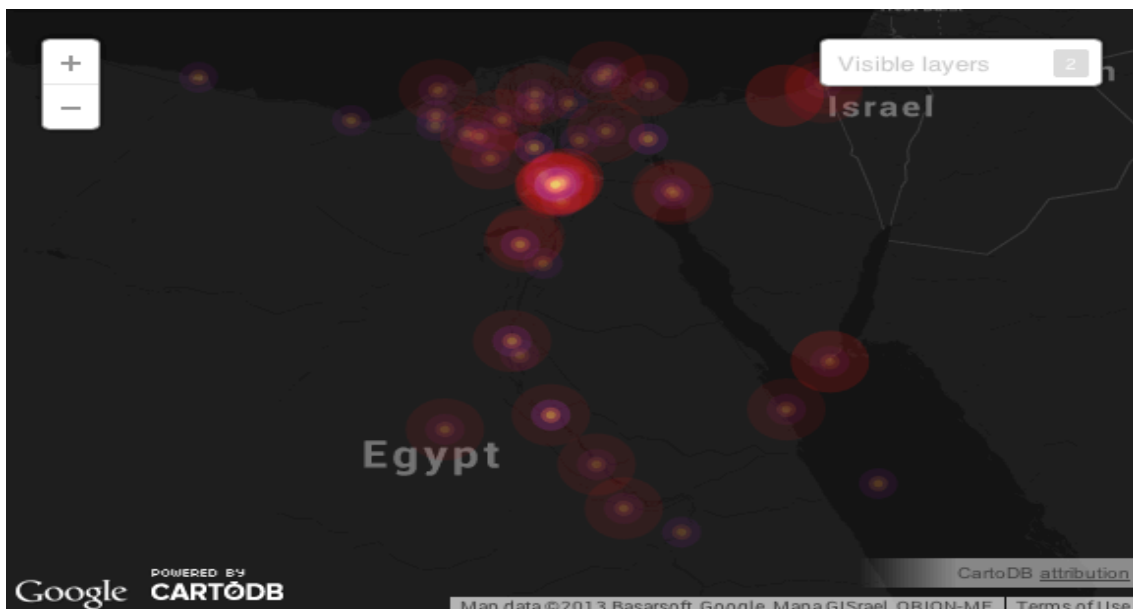 +
Visible layers 2
n
Israel
−
Egypt
CartoDB attribution
POWERED BY
Google CARTODB
Map data ©2013 Basarsoft, Google, Mapa GISrael, ORION-ME Terms of Use